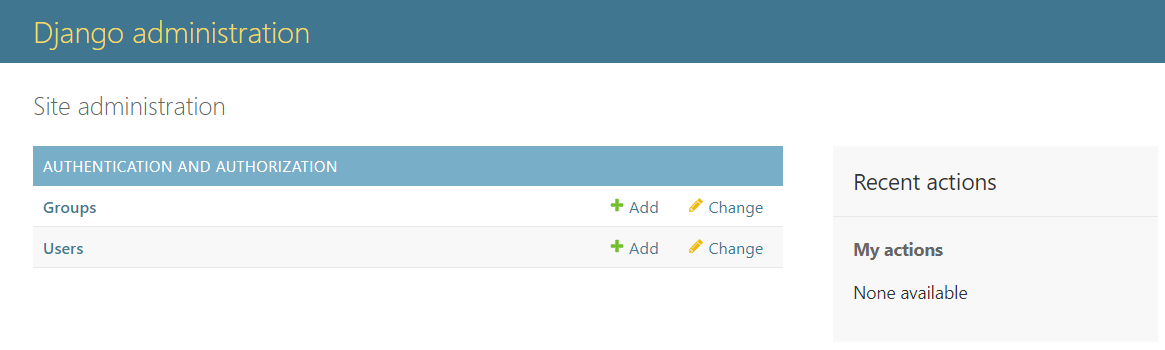 Django administration
Site administration
AUTHENTICATION AND AUTHORIZATION
Groups Add Change
Users Add Change
Recent actions
My actions
None available